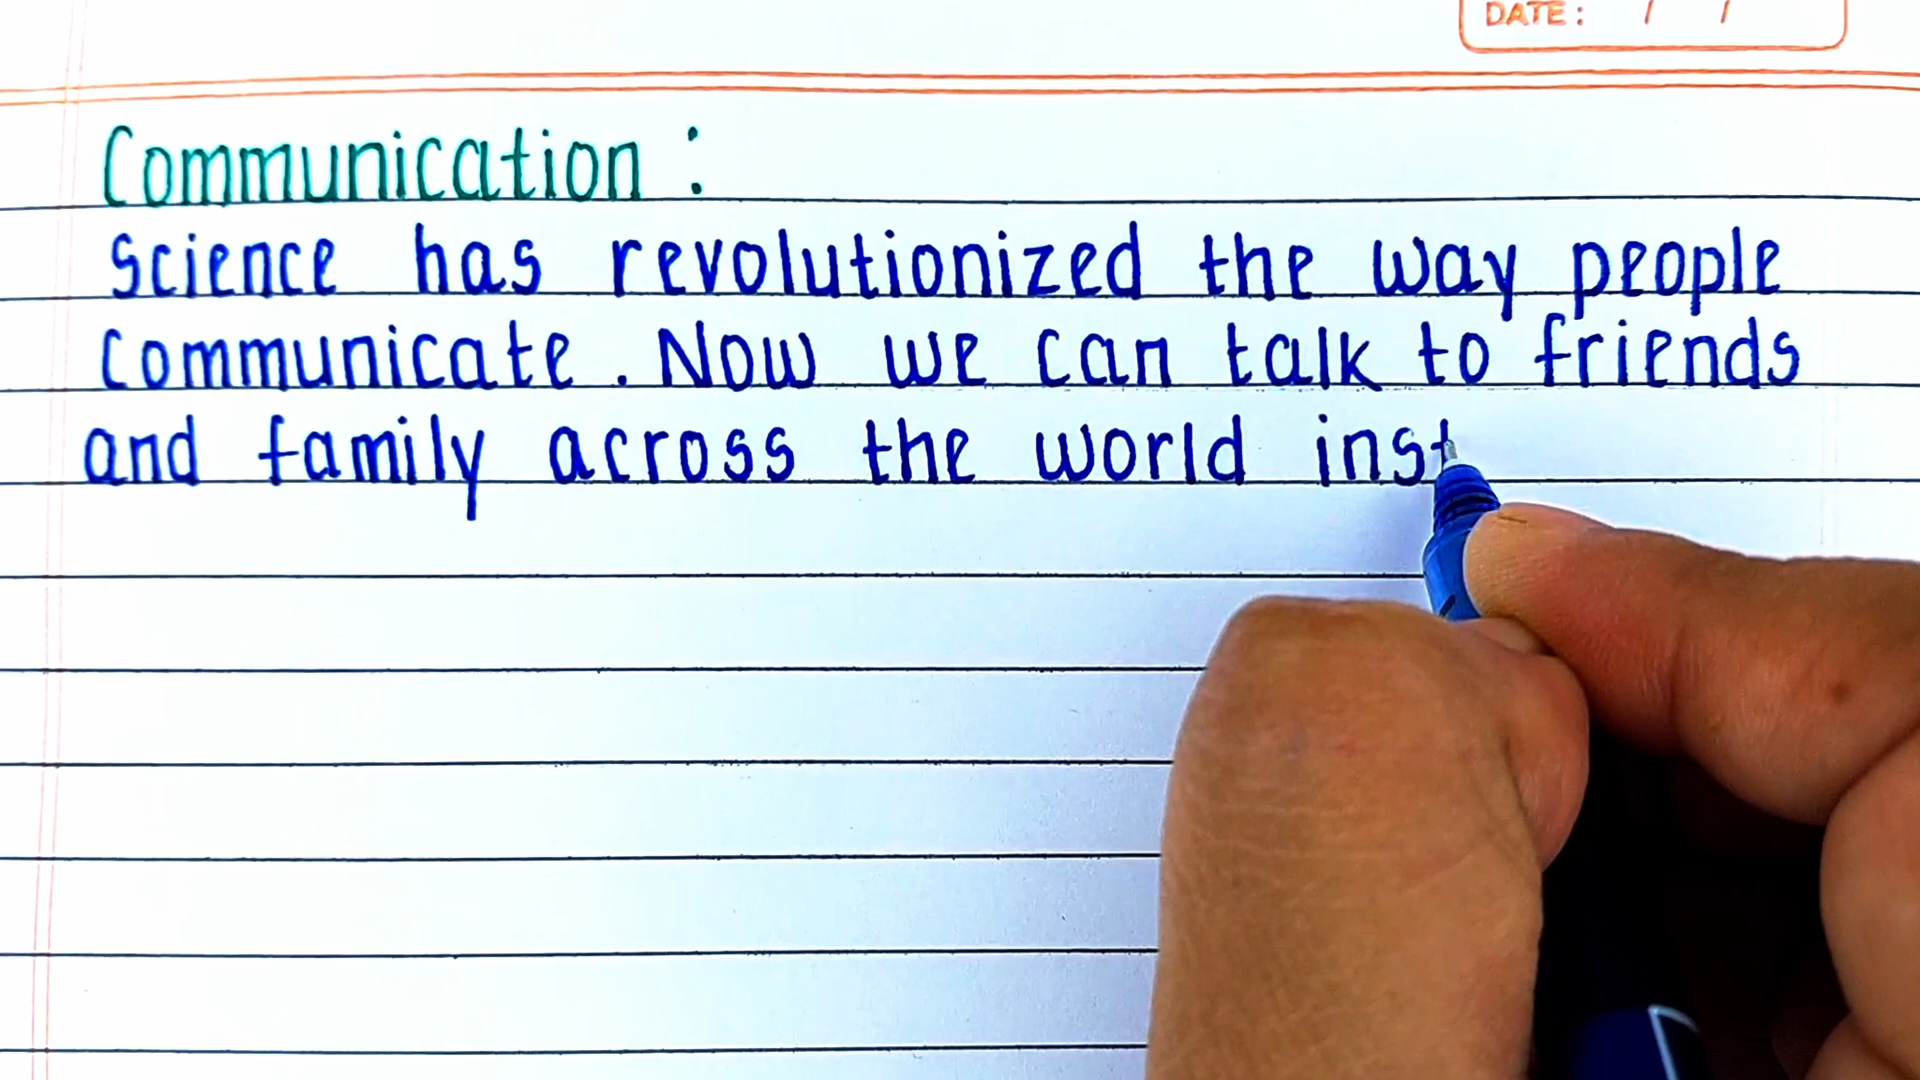 DATE: / /
Communication :
Science has revolutionized the way people
communicate. Now we can talk to friends
and family across the world inst